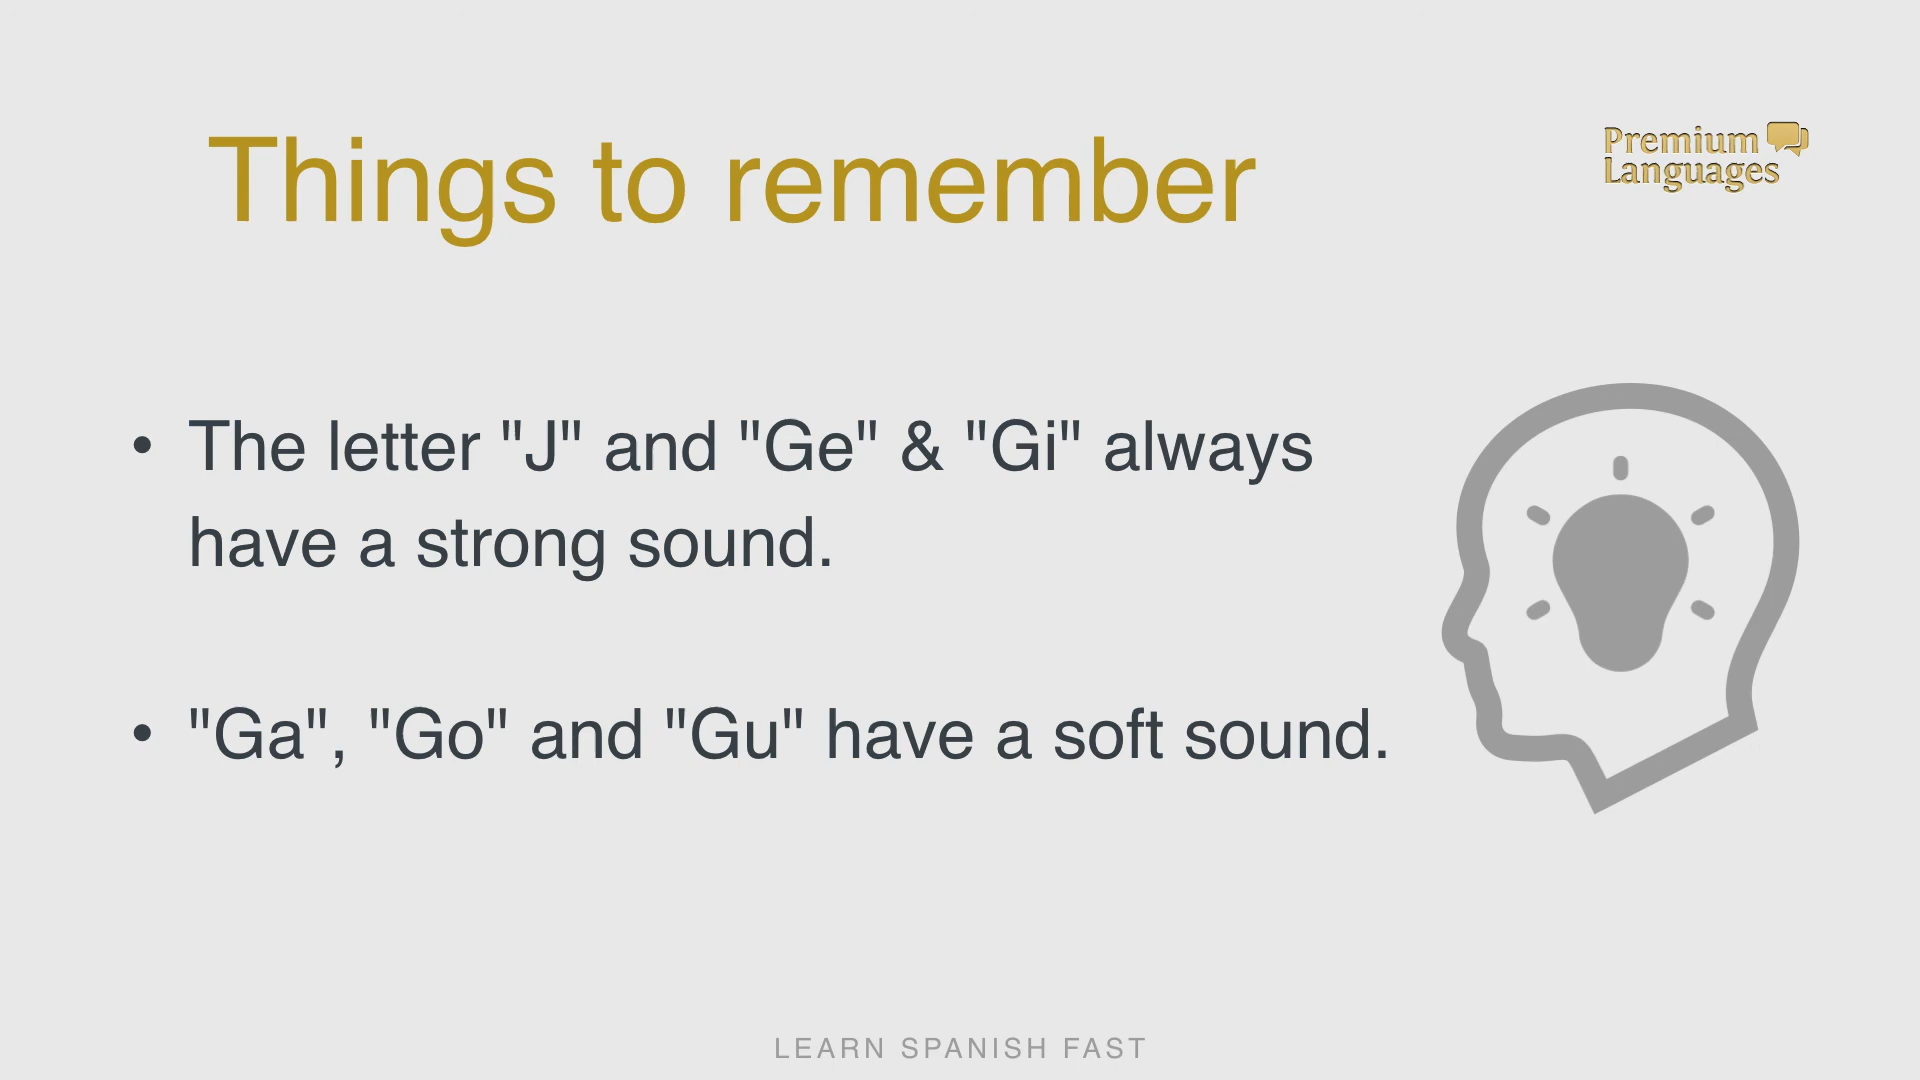 Things to remember
Premium
Languages
• The letter "J" and "Ge" & "Gi" always
have a strong sound.
• "Ga", "Go" and "Gu" have a soft sound.
LEARN SPANISH FAST